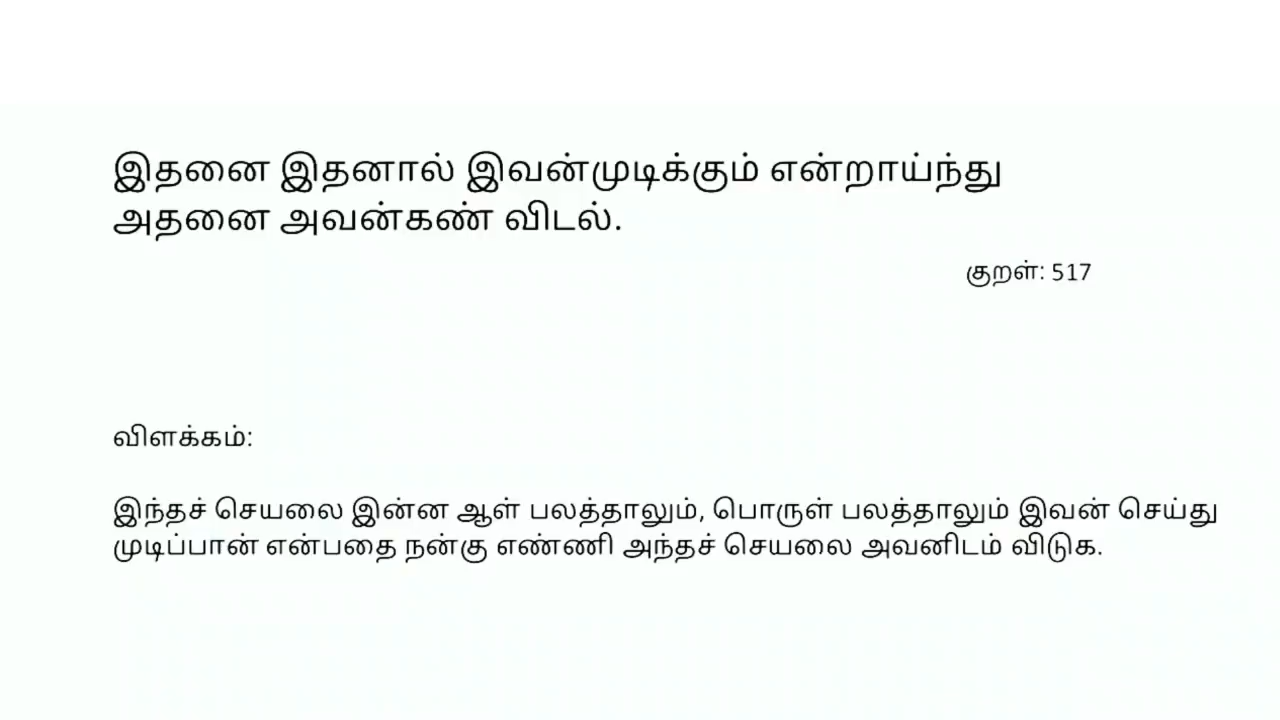 இதனை இதனால் இவன்முடிக்கும் என்றாய்ந்து
அதனை அவன்கண் விடல்.
குறள்: 517
விளக்கம்:
இந்தச் செயலை இன்ன ஆள் பலத்தாலும், பொருள் பலத்தாலும் இவன் செய்து
முடிப்பான் என்பதை நன்கு எண்ணி அந்தச் செயலை அவனிடம் விடுக.